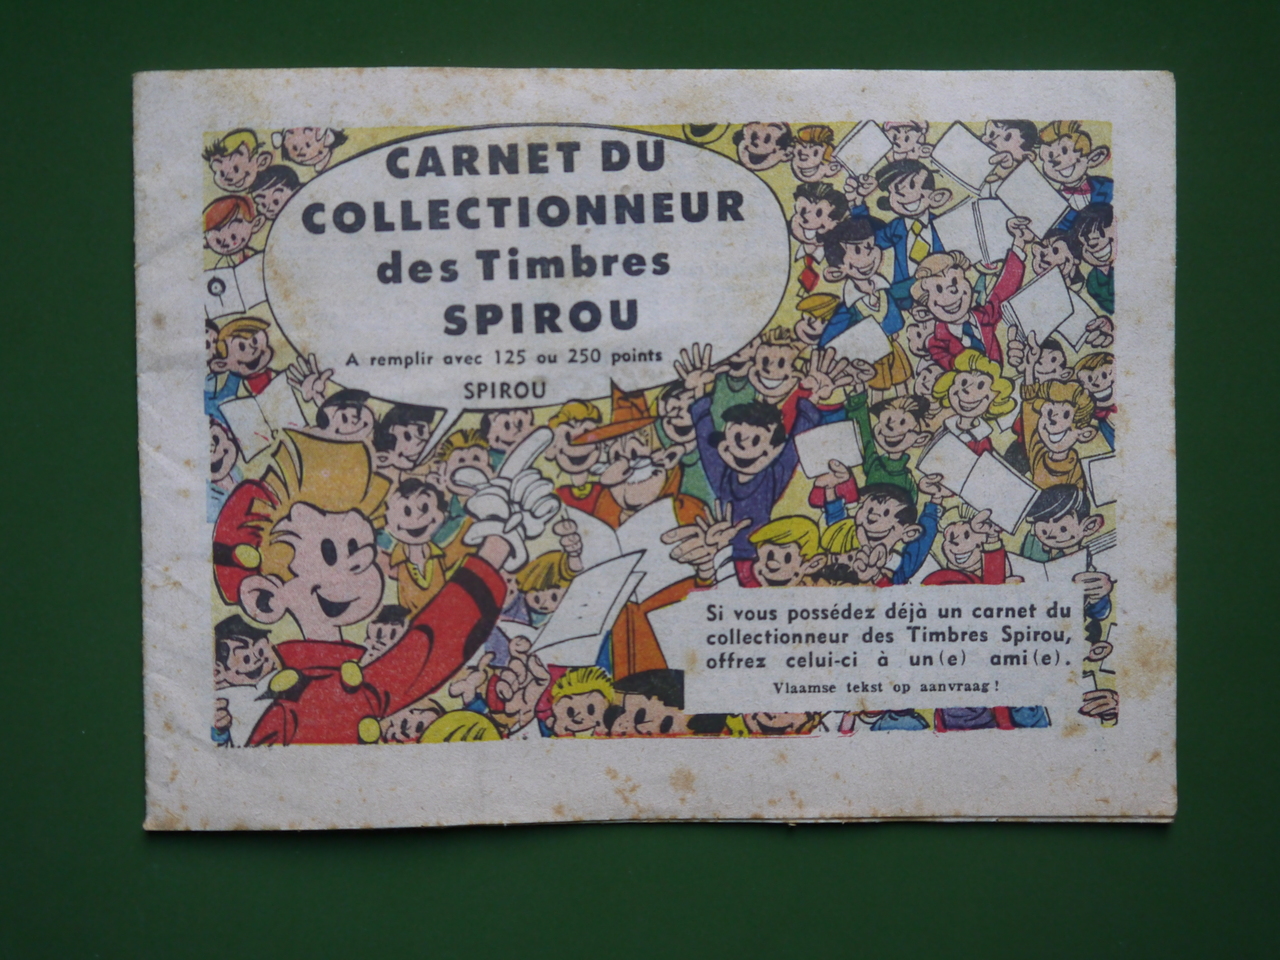 CARNET DU
COLLECTIONNEUR
des Timbres
SPIROU
A remplir avec 125 ou 250 points
SPIROU
Si vous possédez déjà un carnet du
collectionneur des Timbres Spirou,
offrez celui-ci à un(e) ami(e).
Vlaamse tekst op aanvraag !